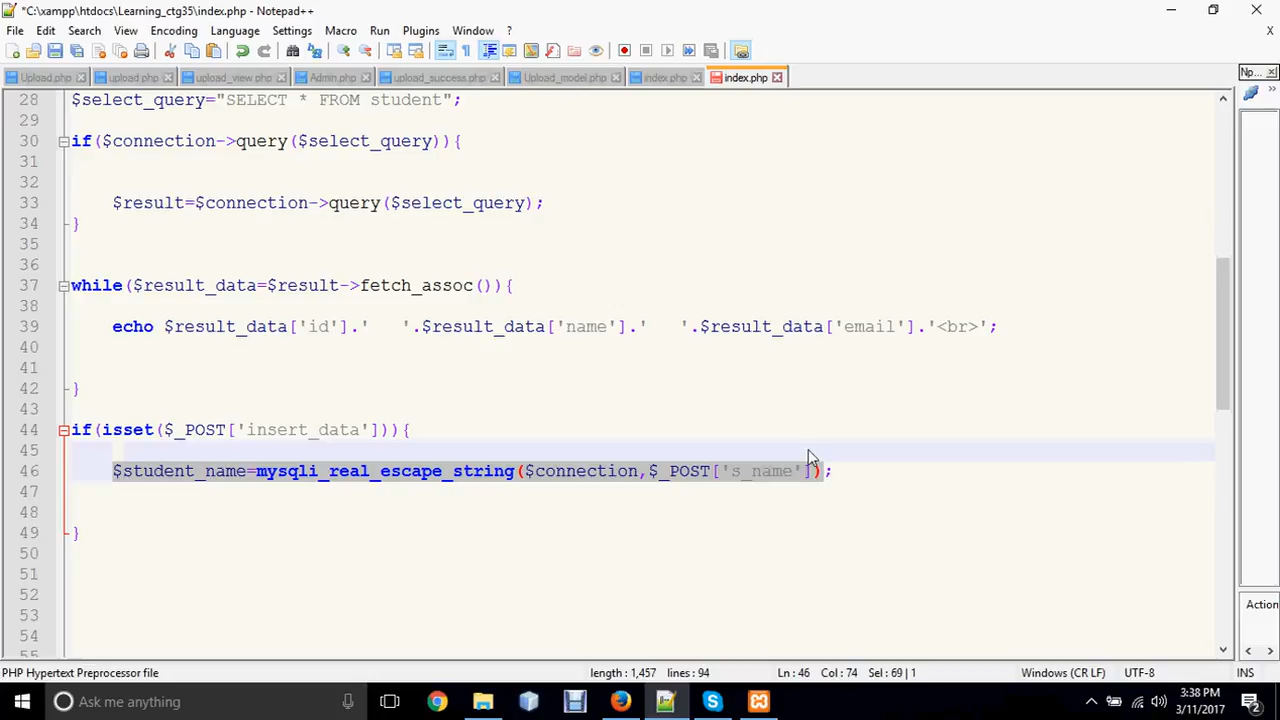 *C:\xampp\htdocs\Learning_ctg35\index.php - Notepad++
File Edit Search View Encoding Language Settings Macro Run Plugins Window ? X
Upload.php upload.php upload_view.php Admin.php upload_success.php Upload_model.php index.php index.php Np...
28 $select_query="SELECT * FROM student";
29
30 if($connection->query($select_query)){
31
32
33 $result=$connection->query($select_query);
34 }
35
36
37 while($result_data=$result->fetch_assoc()){
38
39 echo $result_data['id'].'   '.$result_data['name'].'   '.$result_data['email'].'<br>';
40
41
42 }
43
44 if(isset($_POST['insert_data'])){
45
46 $student_name=mysqli_real_escape_string($connection,$_POST['s_name']);
47
48
49 }
50
51
52
53
54
55
Action
PHP Hypertext Preprocessor file length : 1,457 lines : 94 Ln : 46 Col : 74 Sel : 69 | 1 Windows (CR LF) UTF-8 INS
Ask me anything 3:38 PM
3/11/2017 2